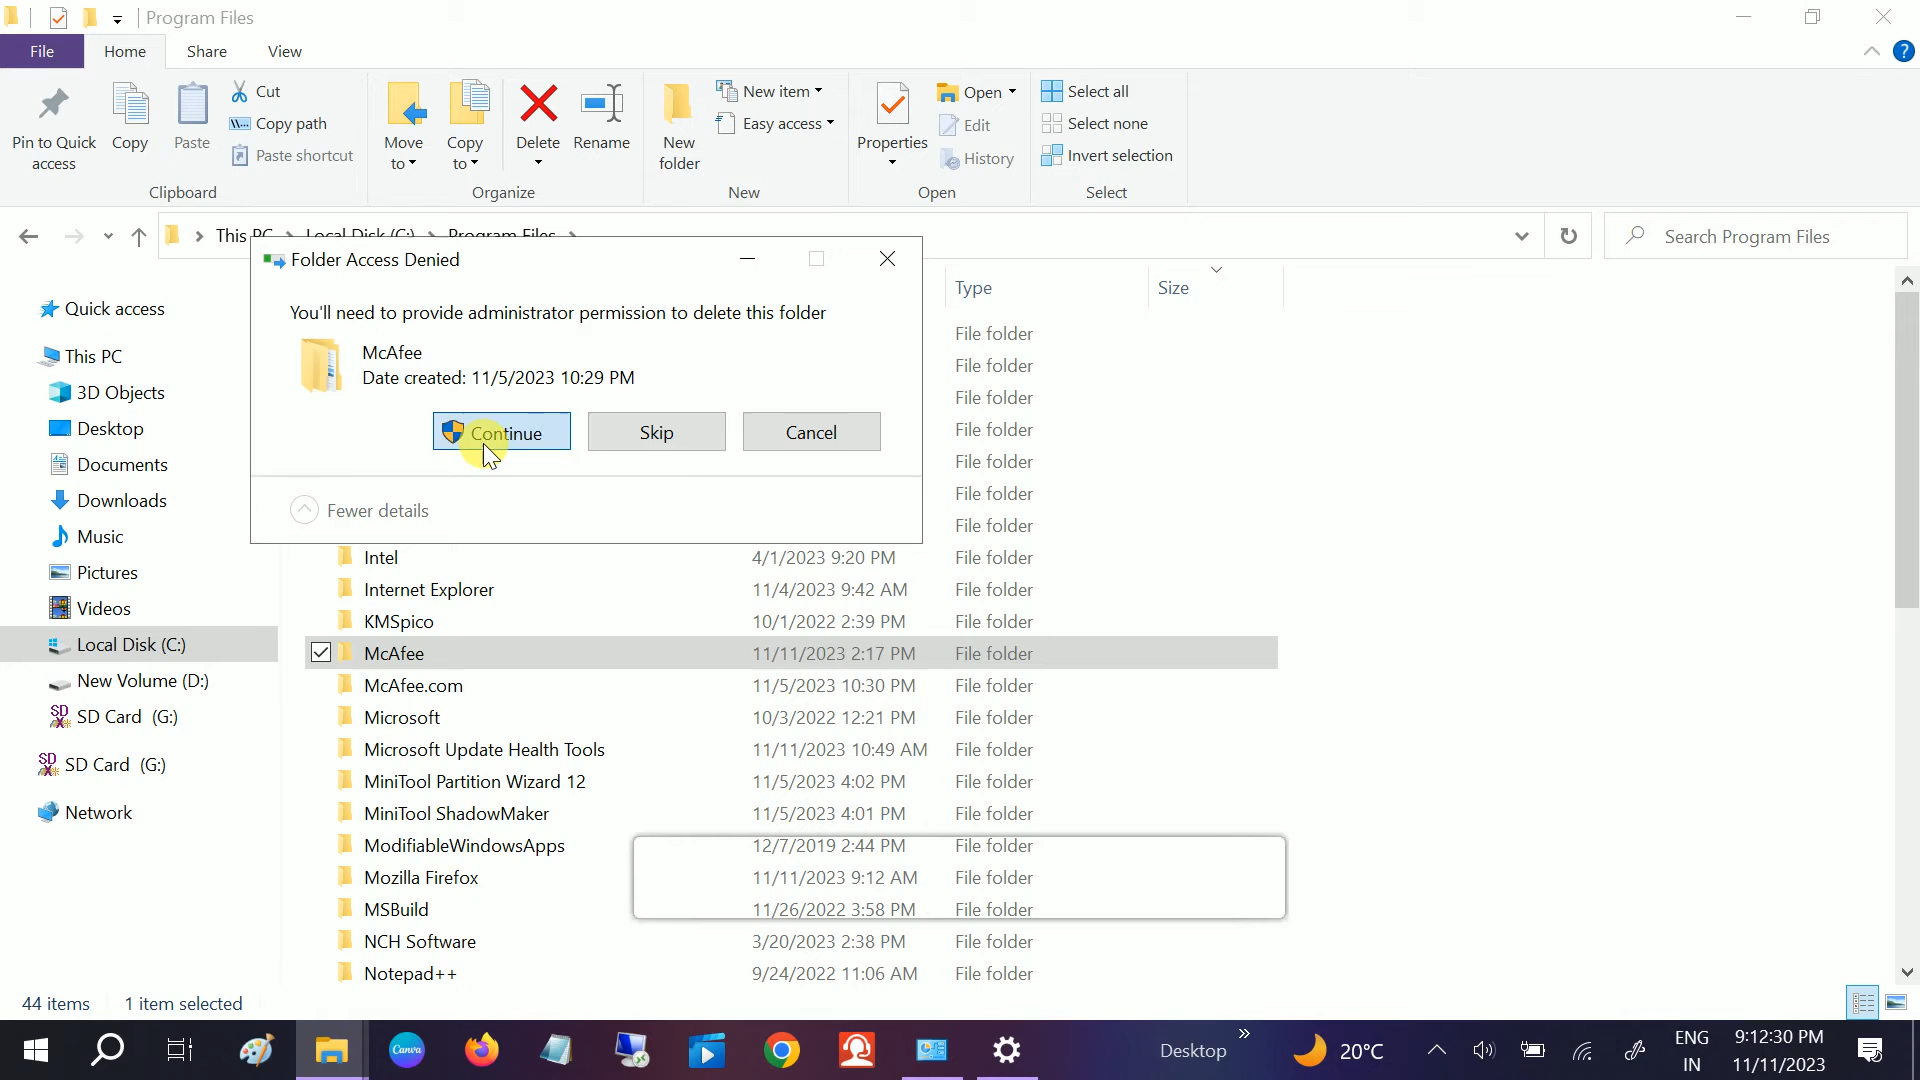 Program Files
File
Home
Share
View
?
Pin to Quick
access
Copy
Paste
Cut
Copy path
Paste shortcut
Clipboard
Move
to
Copy
to
Delete
Rename
Organize
New
folder
New item
Easy access
New
Properties
Open
Edit
History
Open
Select all
Select none
Invert selection
Select
This PC
Local Disk (C:)
Program Files
Search Program Files
Quick access
This PC
3D Objects
Desktop
Documents
Downloads
Music
Pictures
Videos
Local Disk (C:)
New Volume (D:)
SD Card (G:)
SD Card (G:)
Network
Folder Access Denied
You'll need to provide administrator permission to delete this folder
McAfee
Date created: 11/5/2023 10:29 PM
Continue
Skip
Cancel
Fewer details
Type
Size
File folder
File folder
File folder
File folder
File folder
File folder
File folder
Intel 4/1/2023 9:20 PM File folder
Internet Explorer 11/4/2023 9:42 AM File folder
KMSpico 10/1/2022 2:39 PM File folder
McAfee 11/11/2023 2:17 PM File folder
McAfee.com 11/5/2023 10:30 PM File folder
Microsoft 10/3/2022 12:21 PM File folder
Microsoft Update Health Tools 11/11/2023 10:49 AM File folder
MiniTool Partition Wizard 12 11/5/2023 4:02 PM File folder
MiniTool ShadowMaker 11/5/2023 4:01 PM File folder
ModifiableWindowsApps 12/7/2019 2:44 PM File folder
Mozilla Firefox 11/11/2023 9:12 AM File folder
MSBuild 11/26/2022 3:58 PM File folder
NCH Software 3/20/2023 2:38 PM File folder
Notepad++ 9/24/2022 11:06 AM File folder
44 items 1 item selected
Canva
Desktop
20°C
ENG
IN
9:12:30 PM
11/11/2023